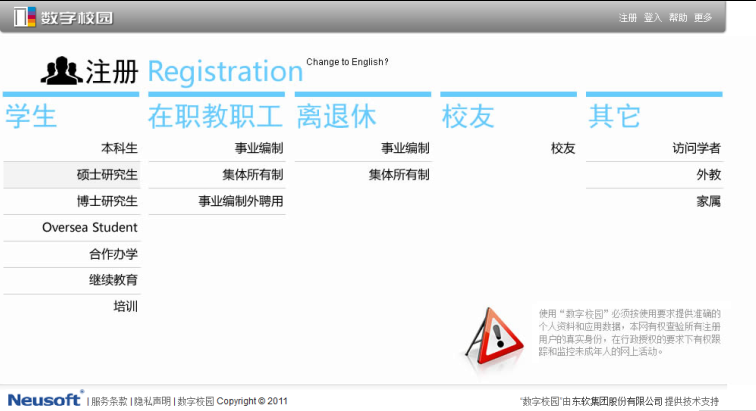 数字校园
注册 登入 帮助 更多
注册 Registration Change to English?
学生
本科生
硕士研究生
博士研究生
Oversea Student
合作办学
继续教育
培训
在职教职工
事业编制
集体所有制
事业编制外聘用
离退休
事业编制
集体所有制
校友
校友
其它
访问学者
外教
家属
使用“数字校园”必须按使用要求提供准确的
个人资料和应用数据，本网有权查验所有注册
用户的真实身份，在行政授权的要求下有权跟
踪和监控未成年人的网上活动。
Neusoft | 服务条款 | 隐私声明 | 数字校园 Copyright © 2011
“数字校园”由东软集团股份有限公司 提供技术支持